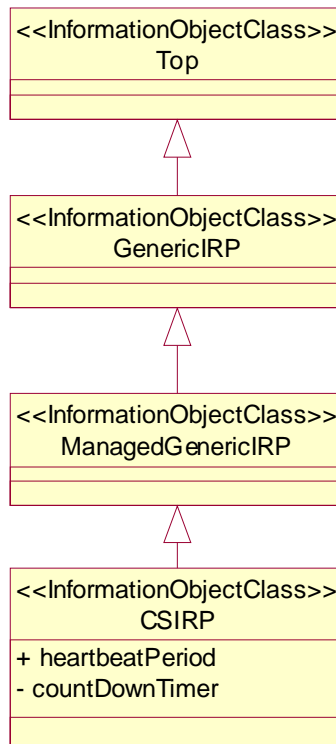 <<InformationObjectClass>>
Top
<<InformationObjectClass>>
GenericIRP
<<InformationObjectClass>>
ManagedGenericIRP
<<InformationObjectClass>>
CSIRP
+ heartbeatPeriod
- countDownTimer